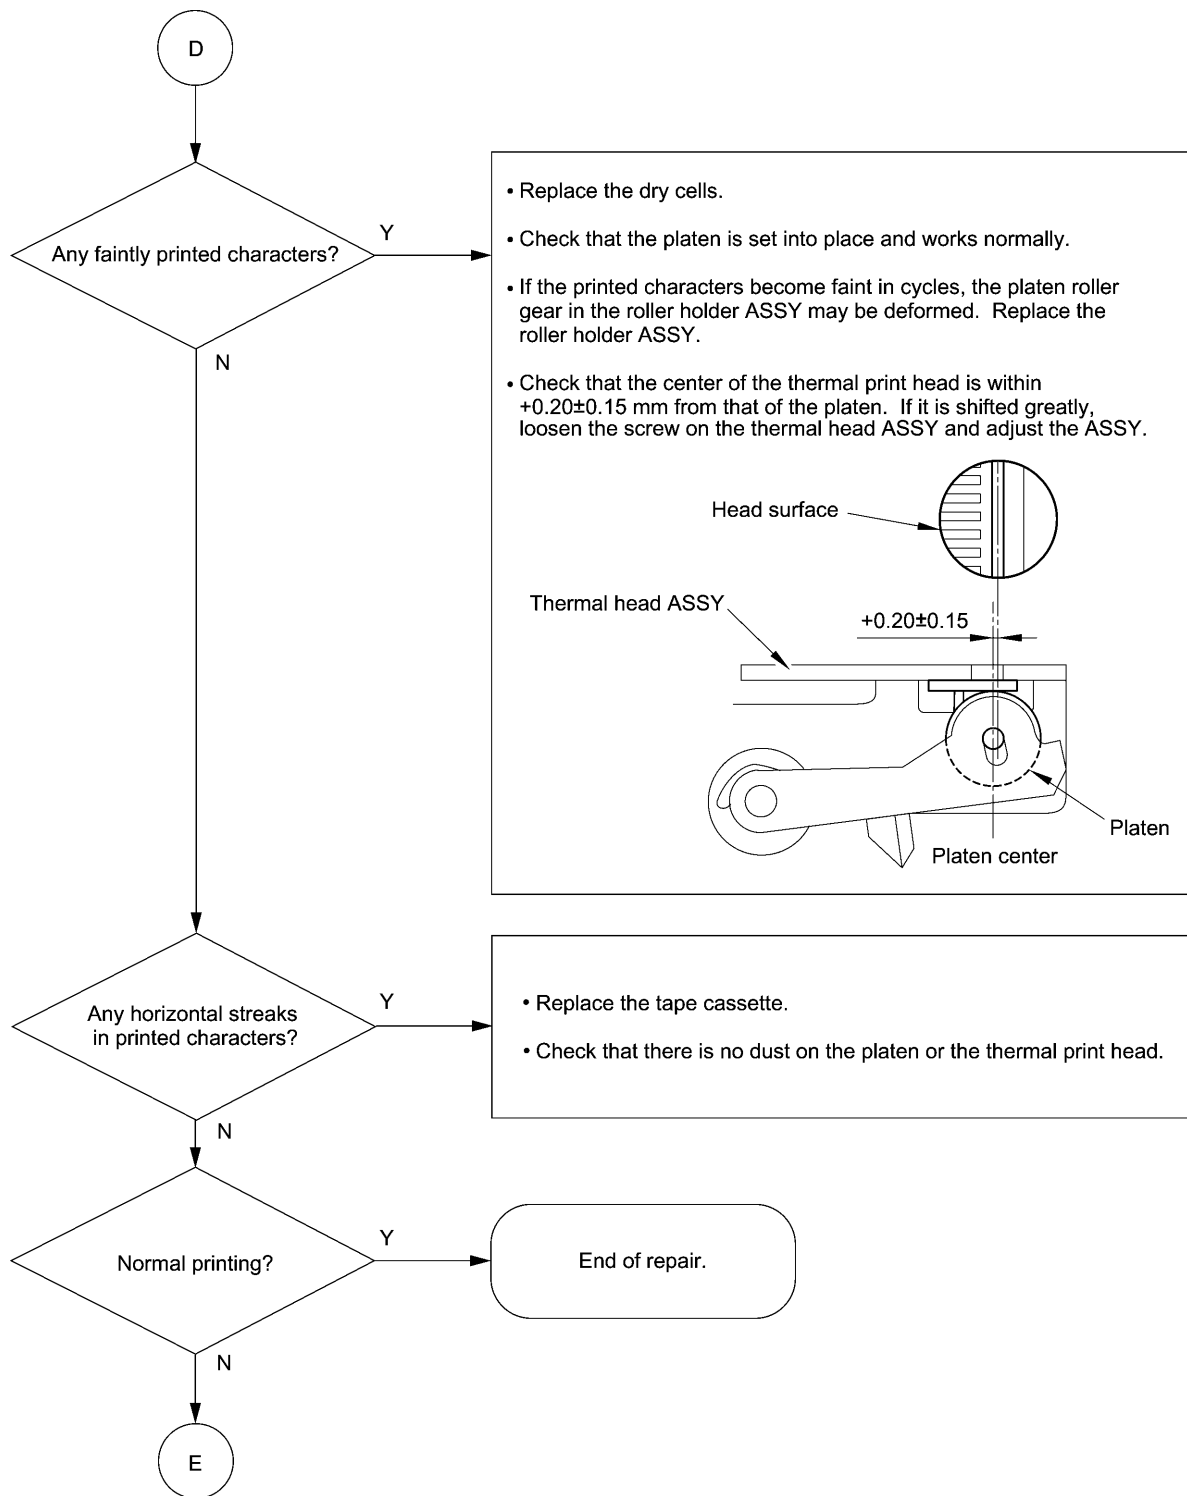 D
Any faintly printed characters?
Y
N
• Replace the dry cells.
• Check that the platen is set into place and works normally.
• If the printed characters become faint in cycles, the platen roller
gear in the roller holder ASSY may be deformed.  Replace the
roller holder ASSY.
• Check that the center of the thermal print head is within
+0.20±0.15 mm from that of the platen.  If it is shifted greatly,
loosen the screw on the thermal head ASSY and adjust the ASSY.
Head surface
Thermal head ASSY
+0.20±0.15
Platen
Platen center
Any horizontal streaks
in printed characters?
Y
N
• Replace the tape cassette.
• Check that there is no dust on the platen or the thermal print head.
Normal printing?
Y
N
End of repair.
E